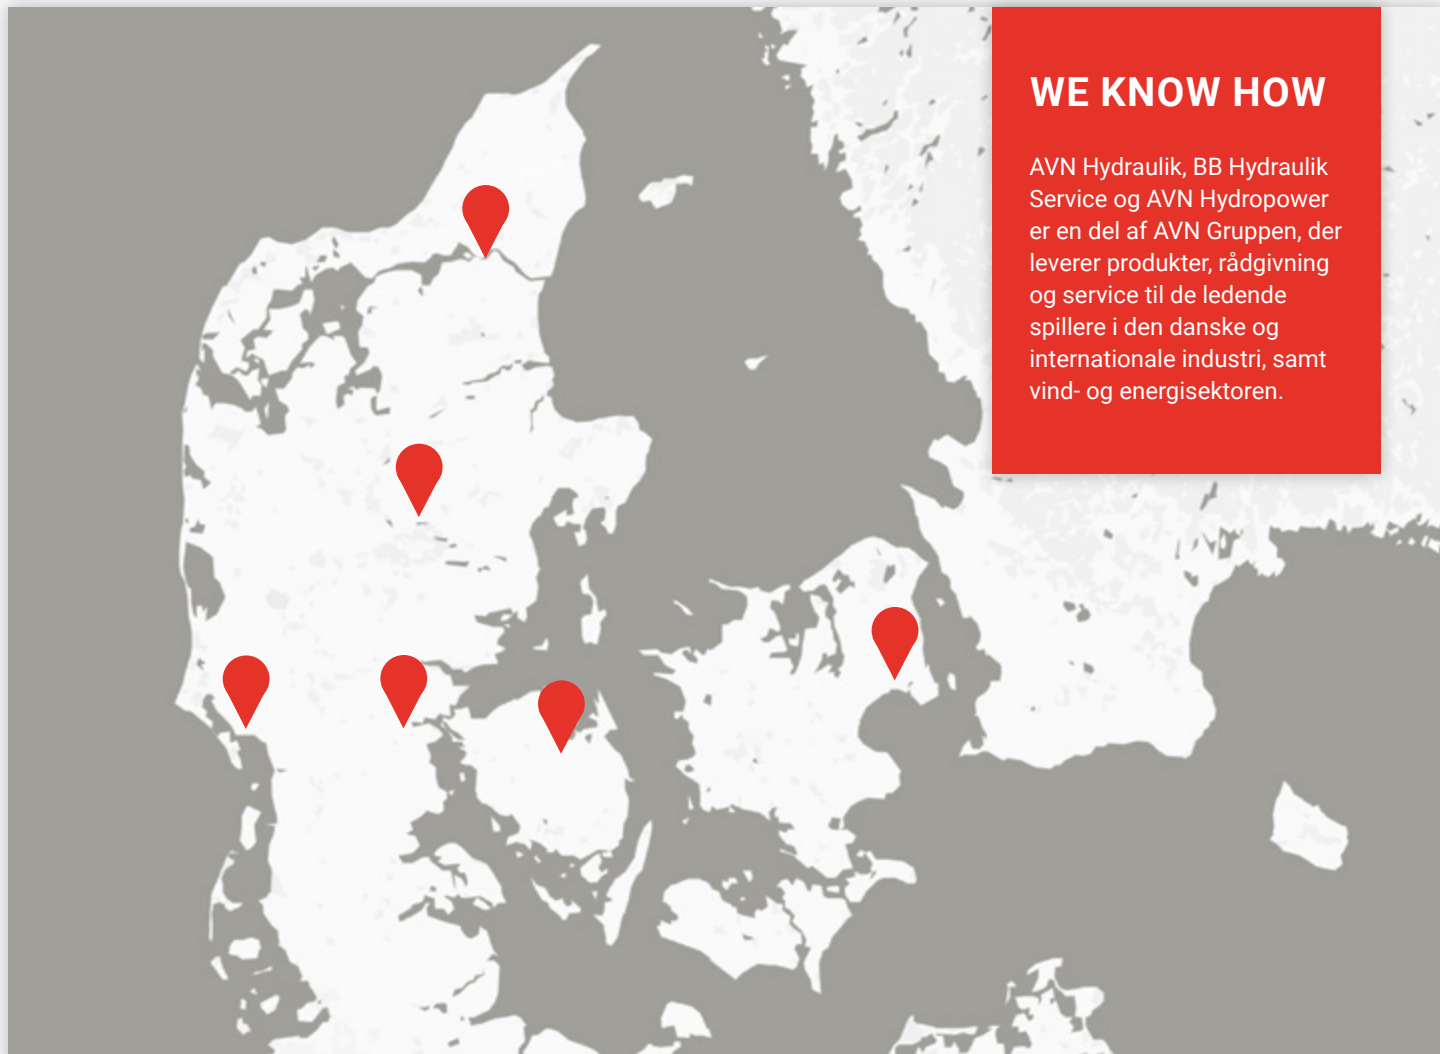 WE KNOW HOW
AVN Hydraulik, BB Hydraulik
Service og AVN Hydropower
er en del af AVN Gruppen, der
leverer produkter, rådgivning
og service til de ledende
spillere i den danske og
internationale industri, samt
vind- og energisektoren.